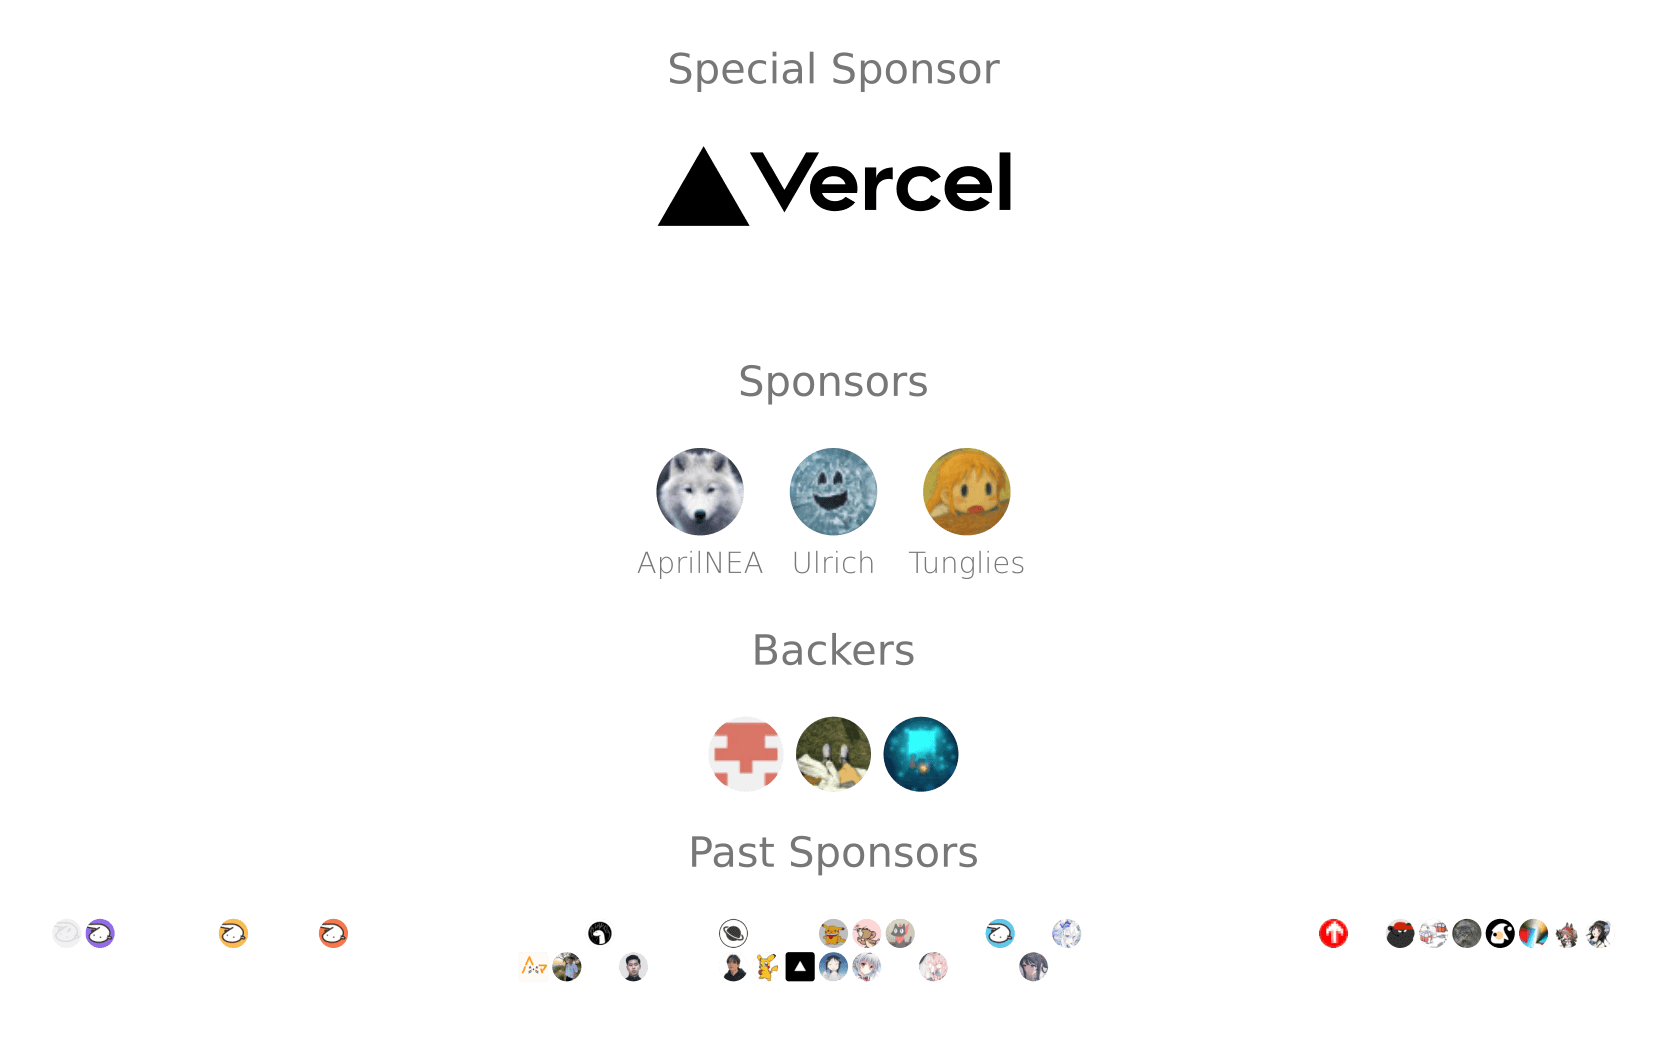 Special Sponsor
Vercel
Sponsors
AprilNEA Ulrich Tunglies
Backers
Past Sponsors